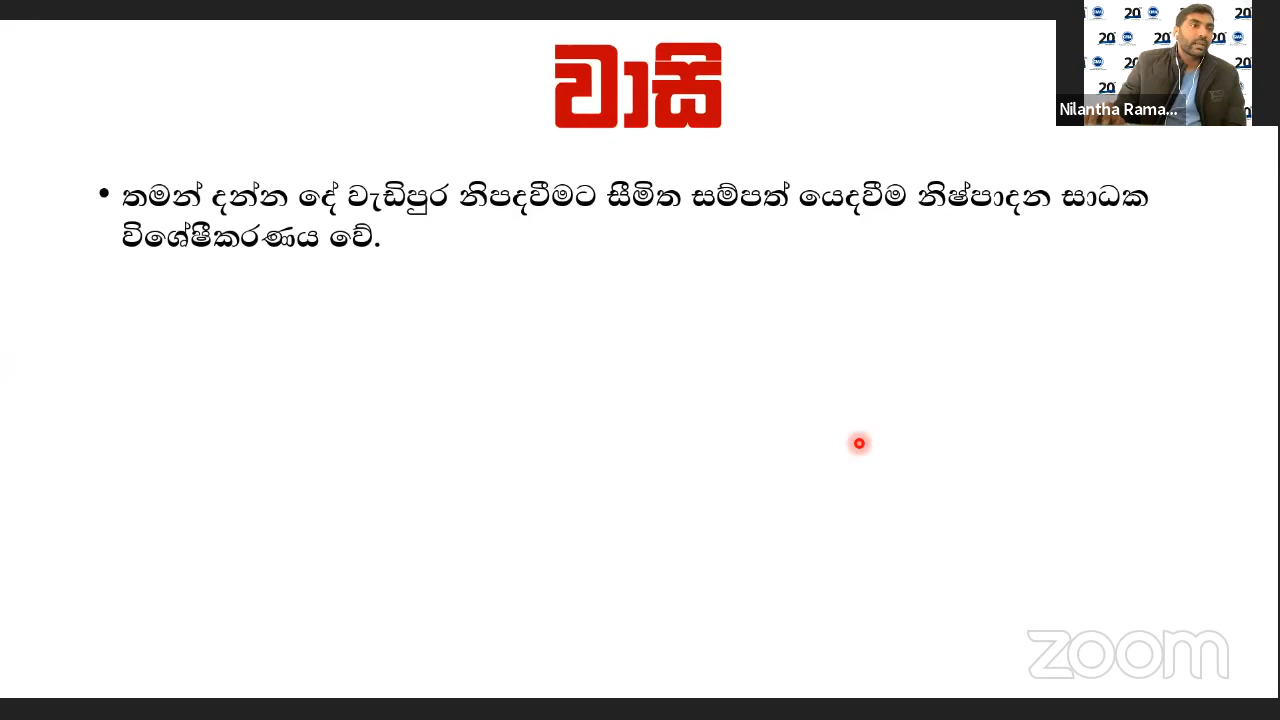 වාසී
• තමන් දන්න දේ වැඩිපුර නිපදවීමට සීමිත සම්පත් යෙදවීම නිෂ්පාදන සාධක
විශේෂීකරණය වේ.
Nilantha Rama...
zoom